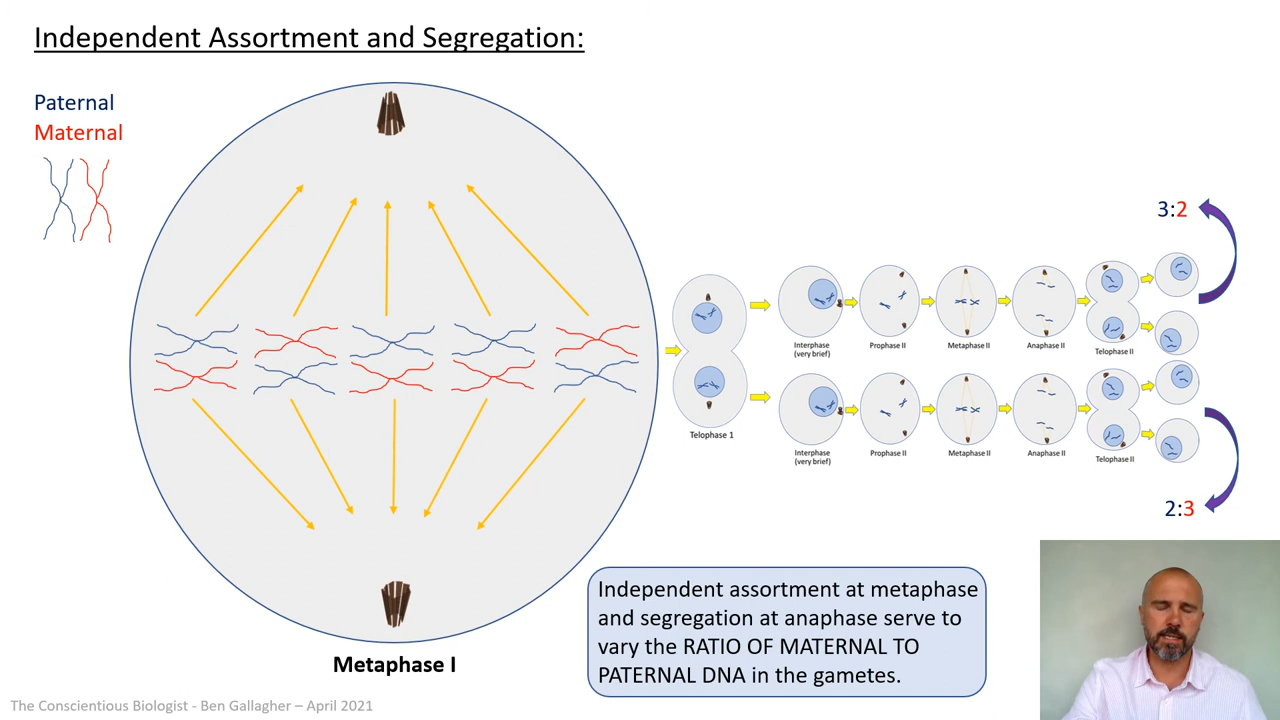 Independent Assortment and Segregation:
Paternal
Maternal
3:2
Interphase
(very brief)
Prophase II
Metaphase II
Anaphase II
Telophase II
Telophase 1
Interphase
(very brief)
Prophase II
Metaphase II
Anaphase II
Telophase II
2:3
Independent assortment at metaphase
and segregation at anaphase serve to
vary the RATIO OF MATERNAL TO
PATERNAL DNA in the gametes.
Metaphase I
The Conscientious Biologist - Ben Gallagher – April 2021